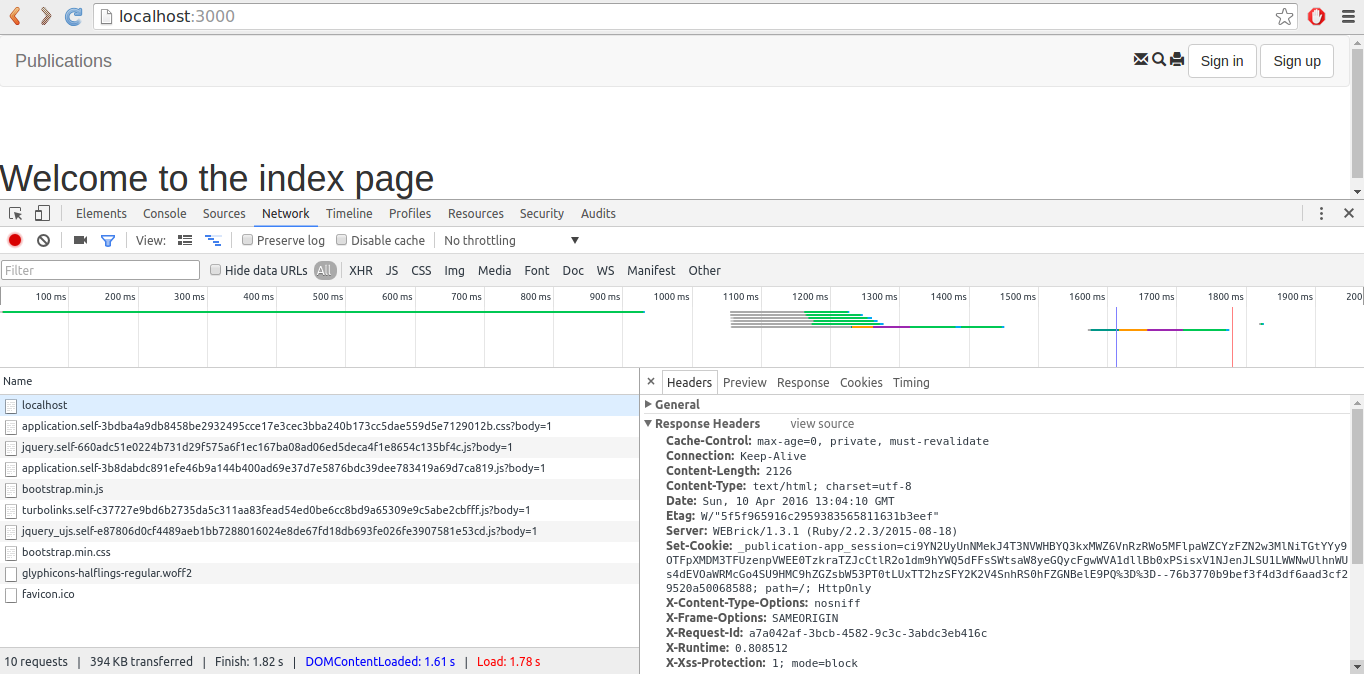 localhost:3000
Publications
Sign in
Sign up
Welcome to the index page
Elements Console Sources Network Timeline Profiles Resources Security Audits
View: Preserve log Disable cache No throttling
Filter Hide data URLs All XHR JS CSS Img Media Font Doc WS Manifest Other
100 ms 200 ms 300 ms 400 ms 500 ms 600 ms 700 ms 800 ms 900 ms 1000 ms 1100 ms 1200 ms 1300 ms 1400 ms 1500 ms 1600 ms 1700 ms 1800 ms 1900 ms 200
Name
localhost
application.self-3bdba4a9db8458be2932495cce17e3cec3bba240b173cc5dae559d5e7129012b.css?body=1
jquery.self-660adc51e0224b731d29f575a6f1ec167ba08ad06ed5deca4f1e8654c135bf4c.js?body=1
application.self-3b8dabdc891efe46b9a144b400ad69e37d7e5876bdc39dee783419a69d7ca819.js?body=1
bootstrap.min.js
turbolinks.self-c37727e9bd6b2735da5c311aa83fead54ed0be6cc8bd9a65309e9c5abe2cbfff.js?body=1
jquery_ujs.self-e87806d0cf4489aeb1bb7288016024e8de67fd18db693fe026fe3907581e53cd.js?body=1
bootstrap.min.css
glyphicons-halflings-regular.woff2
favicon.ico
10 requests | 394 KB transferred | Finish: 1.82 s | DOMContentLoaded: 1.61 s | Load: 1.78 s
Headers Preview Response Cookies Timing
General
Response Headers view source
Cache-Control: max-age=0, private, must-revalidate
Connection: Keep-Alive
Content-Length: 2126
Content-Type: text/html; charset=utf-8
Date: Sun, 10 Apr 2016 13:04:10 GMT
Etag: W/"5f5f965916c2959383565811631b3eef"
Server: WEBrick/1.3.1 (Ruby/2.2.3/2015-08-18)
Set-Cookie: _publication-app_session=ci9YN2UyUnNMekJ4T3NVWHBYQ3kxMWZ6VnRzRWo5MFlpaWZCYzFZN2w3MlNiTGtYYy9
OTFpXMDM3TFUzenpVWEE0TzkraTZJcCtlR2o1dm9hYWQ5dFFsSWtsaW8yeGQycFgwWVA1dllBb0xPSisxV1NJenJLSU1LWWNwUlhnWU
s4dEVOaWRMcGo4SU9HMC9hZGZsbW53PT0tLUxTT2hzSFY2K2V4SnhRS0hFZGNBelE9PQ%3D%3D--76b3770b9bef3f4d3df6aad3cf2
9520a50068588; path=/; HttpOnly
X-Content-Type-Options: nosniff
X-Frame-Options: SAMEORIGIN
X-Request-Id: a7a042af-3bcb-4582-9c3c-3abdc3eb416c
X-Runtime: 0.808512
X-Xss-Protection: 1; mode=block